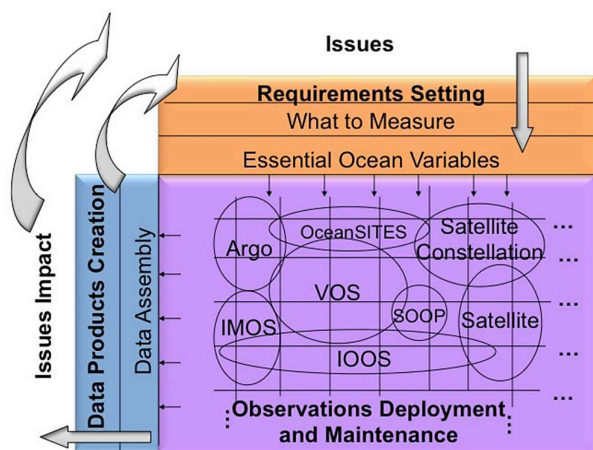 Issues
Requirements Setting
What to Measure
Essential Ocean Variables
Issues Impact
Data Products Creation
Data Assembly
Argo
OceanSITES
Satellite
Constellation
...
...
VOS
...
IMOS
SOOP
Satellite
IOOS
...
...
Observations Deployment
and Maintenance